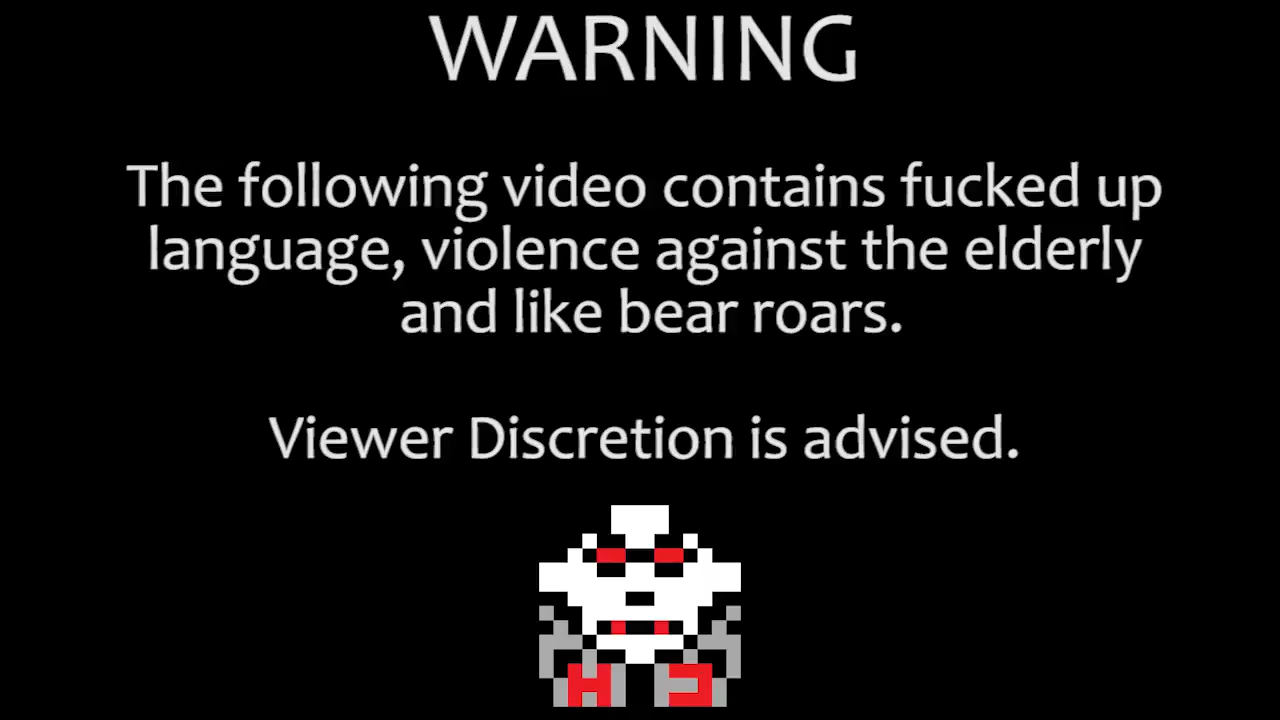 WARNING
The following video contains fucked up
language, violence against the elderly
and like bear roars.
Viewer Discretion is advised.